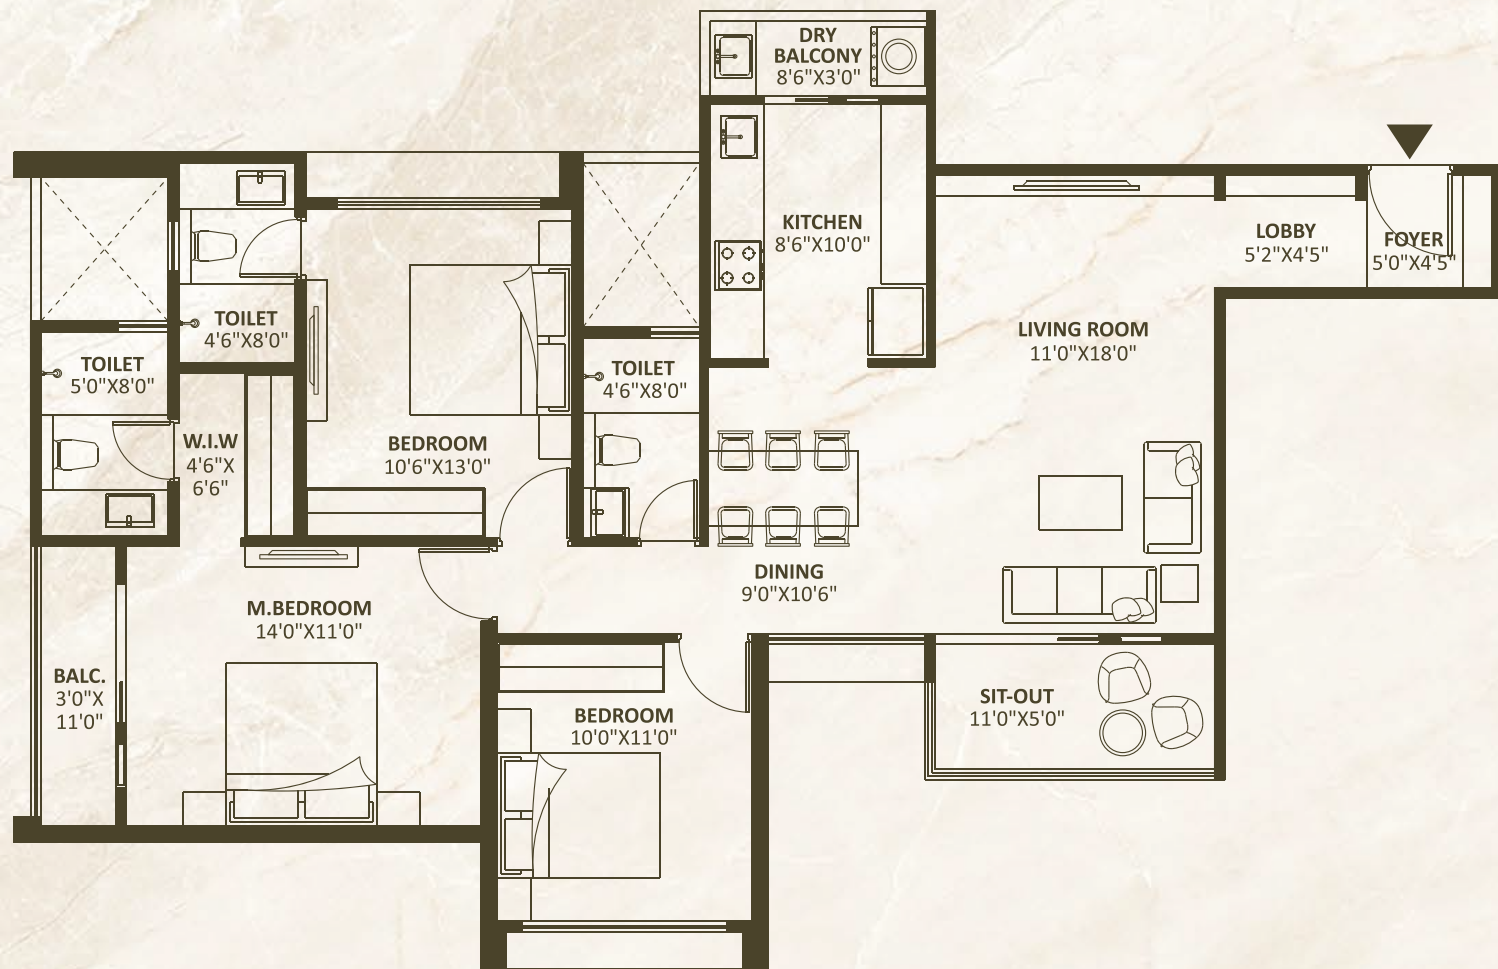 DRY
BALCONY
8'6"X3'0"
KITCHEN
8'6"X10'0"
LOBBY
5'2"X4'5"
FOYER
5'0"X4'5"
TOILET
4'6"X8'0"
LIVING ROOM
11'0"X18'0"
TOILET
5'0"X8'0"
TOILET
4'6"X8'0"
W.I.W
4'6"X
6'6"
BEDROOM
10'6"X13'0"
DINING
9'0"X10'6"
M.BEDROOM
14'0"X11'0"
BALC.
3'0"X
11'0"
SIT-OUT
11'0"X5'0"
BEDROOM
10'0"X11'0"